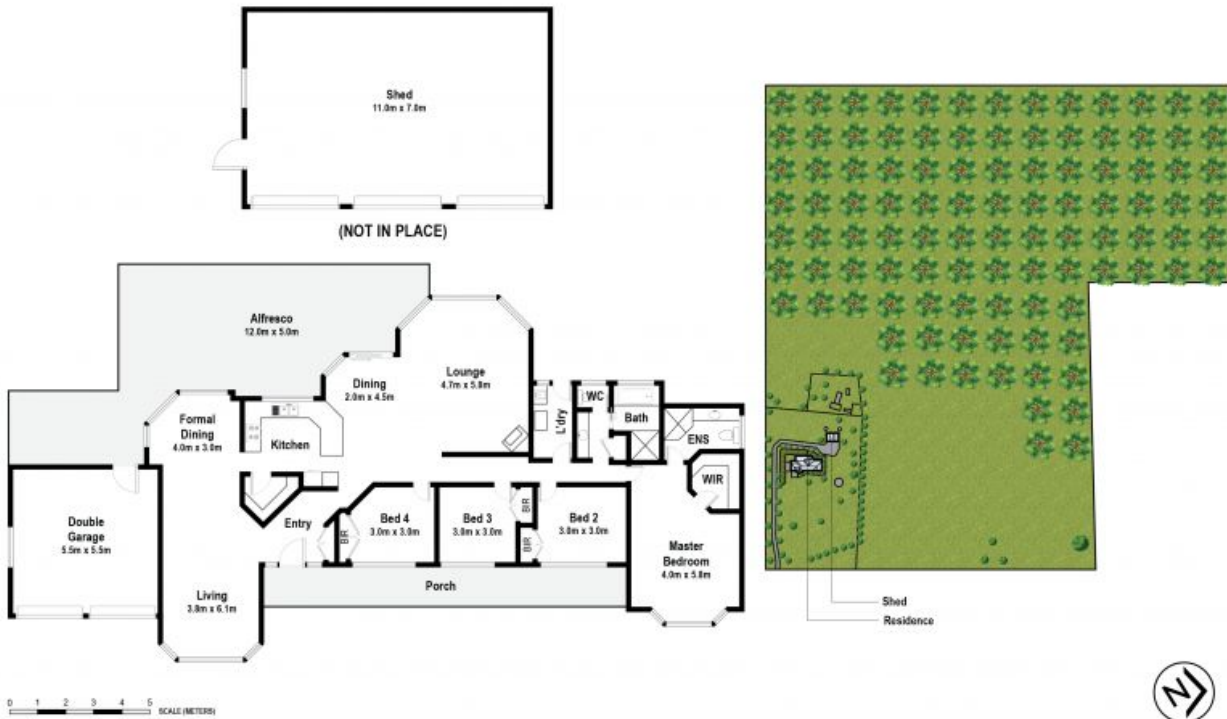 Shed
11.0m x 7.0m
(NOT IN PLACE)
Alfresco
12.0m x 5.0m
Dining
2.0m x 4.5m
Lounge
4.7m x 5.8m
Formal
Dining
4.0m x 3.0m
Kitchen
L'dry
WC
Bath
ENS
WIR
Double
Garage
5.5m x 5.5m
Entry
BIR
Bed 4
3.0m x 3.0m
Bed 3
3.0m x 3.0m
BIR
BIR
Bed 2
3.0m x 3.0m
Master
Bedroom
4.0m x 5.8m
Living
3.8m x 6.1m
Porch
Shed
Residence
0 1 2 3 4 5 SCALE (METERS)
N